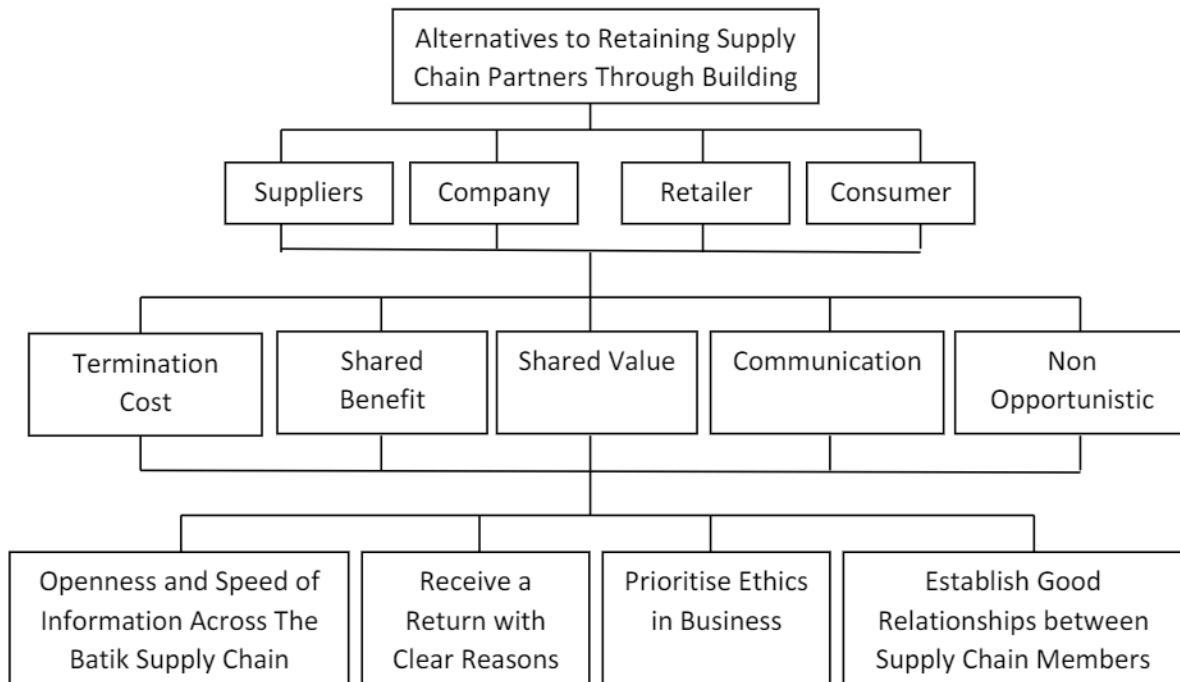 Alternatives to Retaining Supply
Chain Partners Through Building
Suppliers
Company
Retailer
Consumer
Termination
Cost
Shared
Benefit
Shared Value
Communication
Non
Opportunistic
Openness and Speed of
Information Across The
Batik Supply Chain
Receive a
Return with
Clear Reasons
Prioritise Ethics
in Business
Establish Good
Relationships between
Supply Chain Members